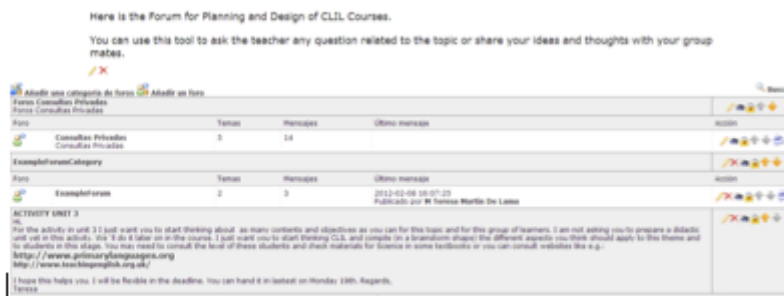 Here is the Forum for Planning and Design of CLIL Courses.
You can use this tool to ask the teacher any question related to the topic or share your ideas and thoughts with your group
mates.
Añadir una categoría de foros Añadir un foro
Foros Consultas Privadas
Foros Consultas Privadas
Foro Temas Mensajes Último mensaje Acción
Consultas Privadas 14
Consultas Privadas
ExampleForumCategory
Foro Temas Mensajes Último mensaje Acción
ExampleForum 2 3 2012-02-08 16:07:25
Publicado por M Teresa Martin De Lama
ACTIVITY UNIT 3
For the activity in unit 3 I just want you to start thinking about as many contents and objectives as you can for this topic and for this group of learners. I am not asking you to prepare a didactic
unit yet in this activity. We 'll do it later on in the course. I just want you to start thinking CLIL and compile (in a brainstorm shape) the different aspects you think should apply to this theme and
to students in this stage. You may need to consult the level of these students and check materials for Science in some textbooks or you can consult websites like e.g.:
http://www.primarylanguages.org
http://www.teachingenglish.org.uk/
I hope this helps you. I will be flexible in the deadline. You can hand it in lastest on Monday 19th. Regards,
Teresa